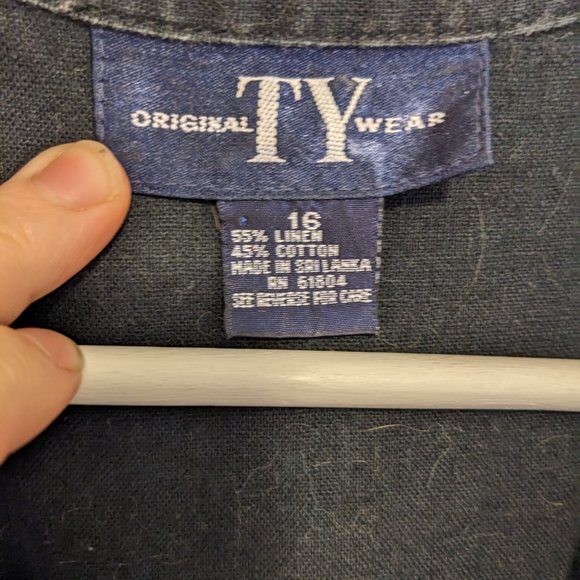 ORIGINAL TY WEAR
16
55% LINEN
45% COTTON
MADE IN SRI LANKA
RN 61804
SEE REVERSE FOR CARE